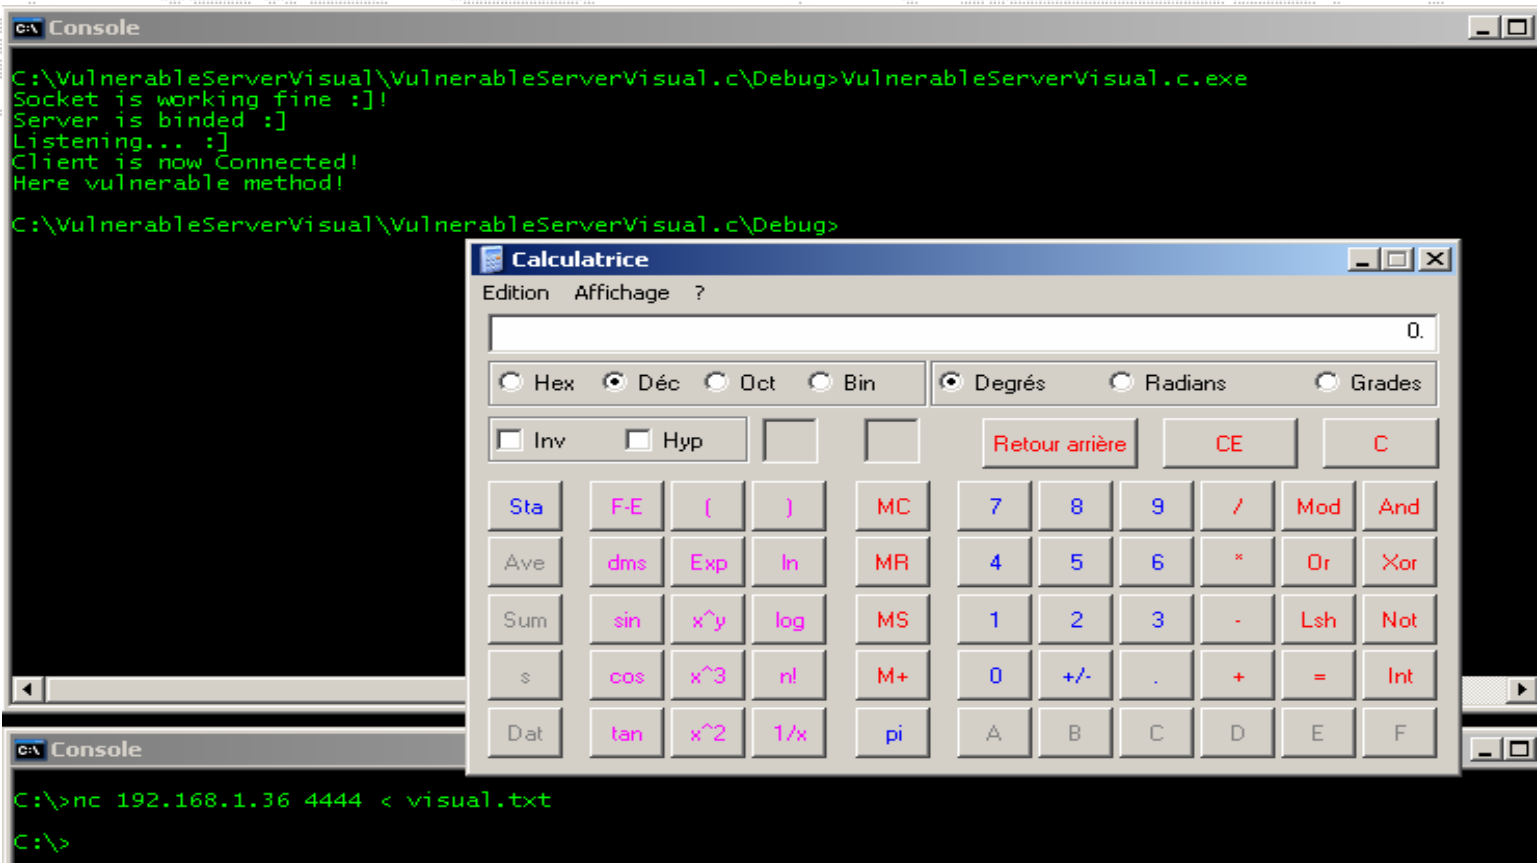 Console
C:\VulnerableServerVisual\VulnerableServerVisual.c\Debug>VulnerableServerVisual.c.exe
Socket is working fine :]!
Server is binded :]
Listening... :]
Client is now Connected!
Here vulnerable method!
C:\VulnerableServerVisual\VulnerableServerVisual.c\Debug>
Calculatrice
Edition Affichage ?
0.
Hex Déc Oct Bin Degrés Radians Grades
Inv Hyp Retour arrière CE C
Sta F-E ( ) MC 7 8 9 / Mod And
Ave dms Exp ln MR 4 5 6 * Or Xor
Sum sin x^y log MS 1 2 3 - Lsh Not
s cos x^3 n! M+ 0 +/- . + = Int
Dat tan x^2 1/x pi A B C D E F
Console
C:\>nc 192.168.1.36 4444 < visual.txt
C:\>